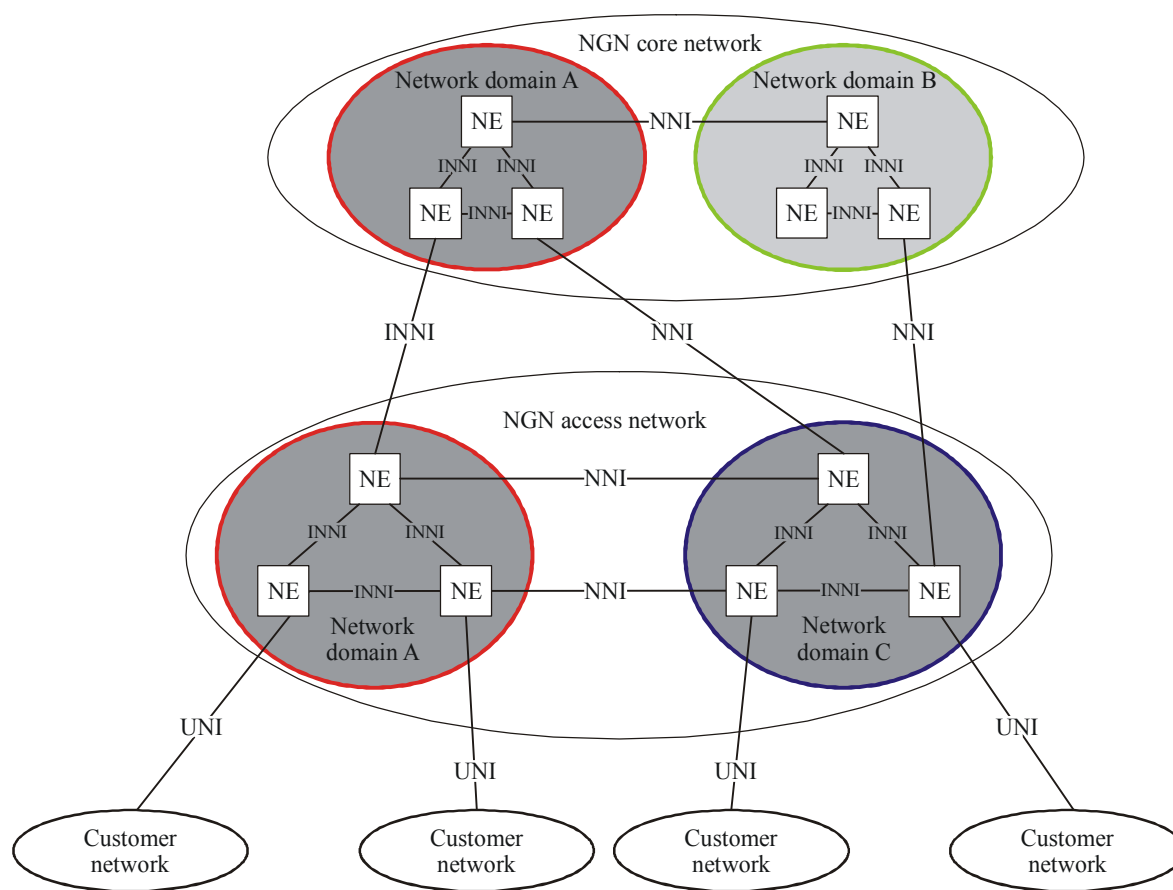 NGN core network
Network domain A
Network domain B
NE
NNI
NE
INNI
INNI
INNI
INNI
NE
INNI
NE
NE
INNI
NE
INNI
NNI
NNI
NGN access network
NE
NNI
NE
INNI
INNI
INNI
INNI
NE
INNI
NE
NNI
NE
INNI
NE
Network
domain A
Network
domain C
UNI
UNI
UNI
UNI
Customer
network
Customer
network
Customer
network
Customer
network